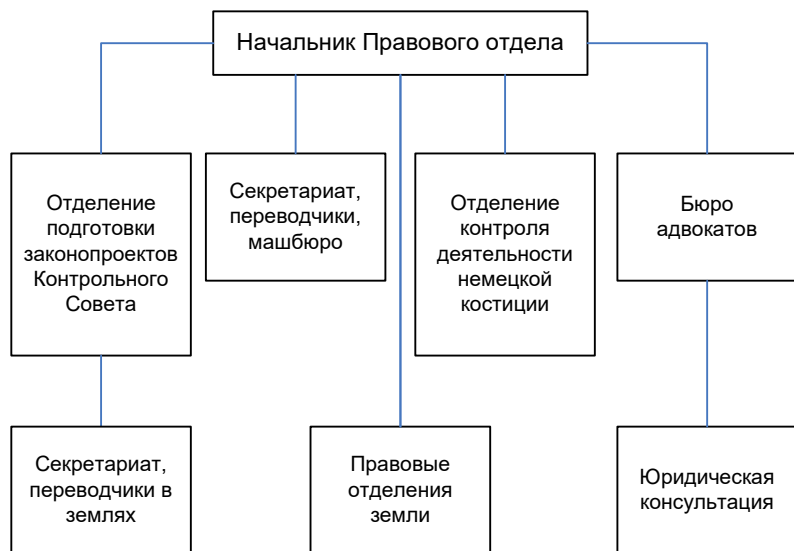 Начальник Правового отдела
Отделение
подготовки
законопроектов
Контрольного
Совета
Секретариат,
переводчики,
машбюро
Отделение
контроля
деятельности
немецкой
костиции
Бюро
адвокатов
Секретариат,
переводчики в
землях
Правовые
отделения
земли
Юридическая
консультация